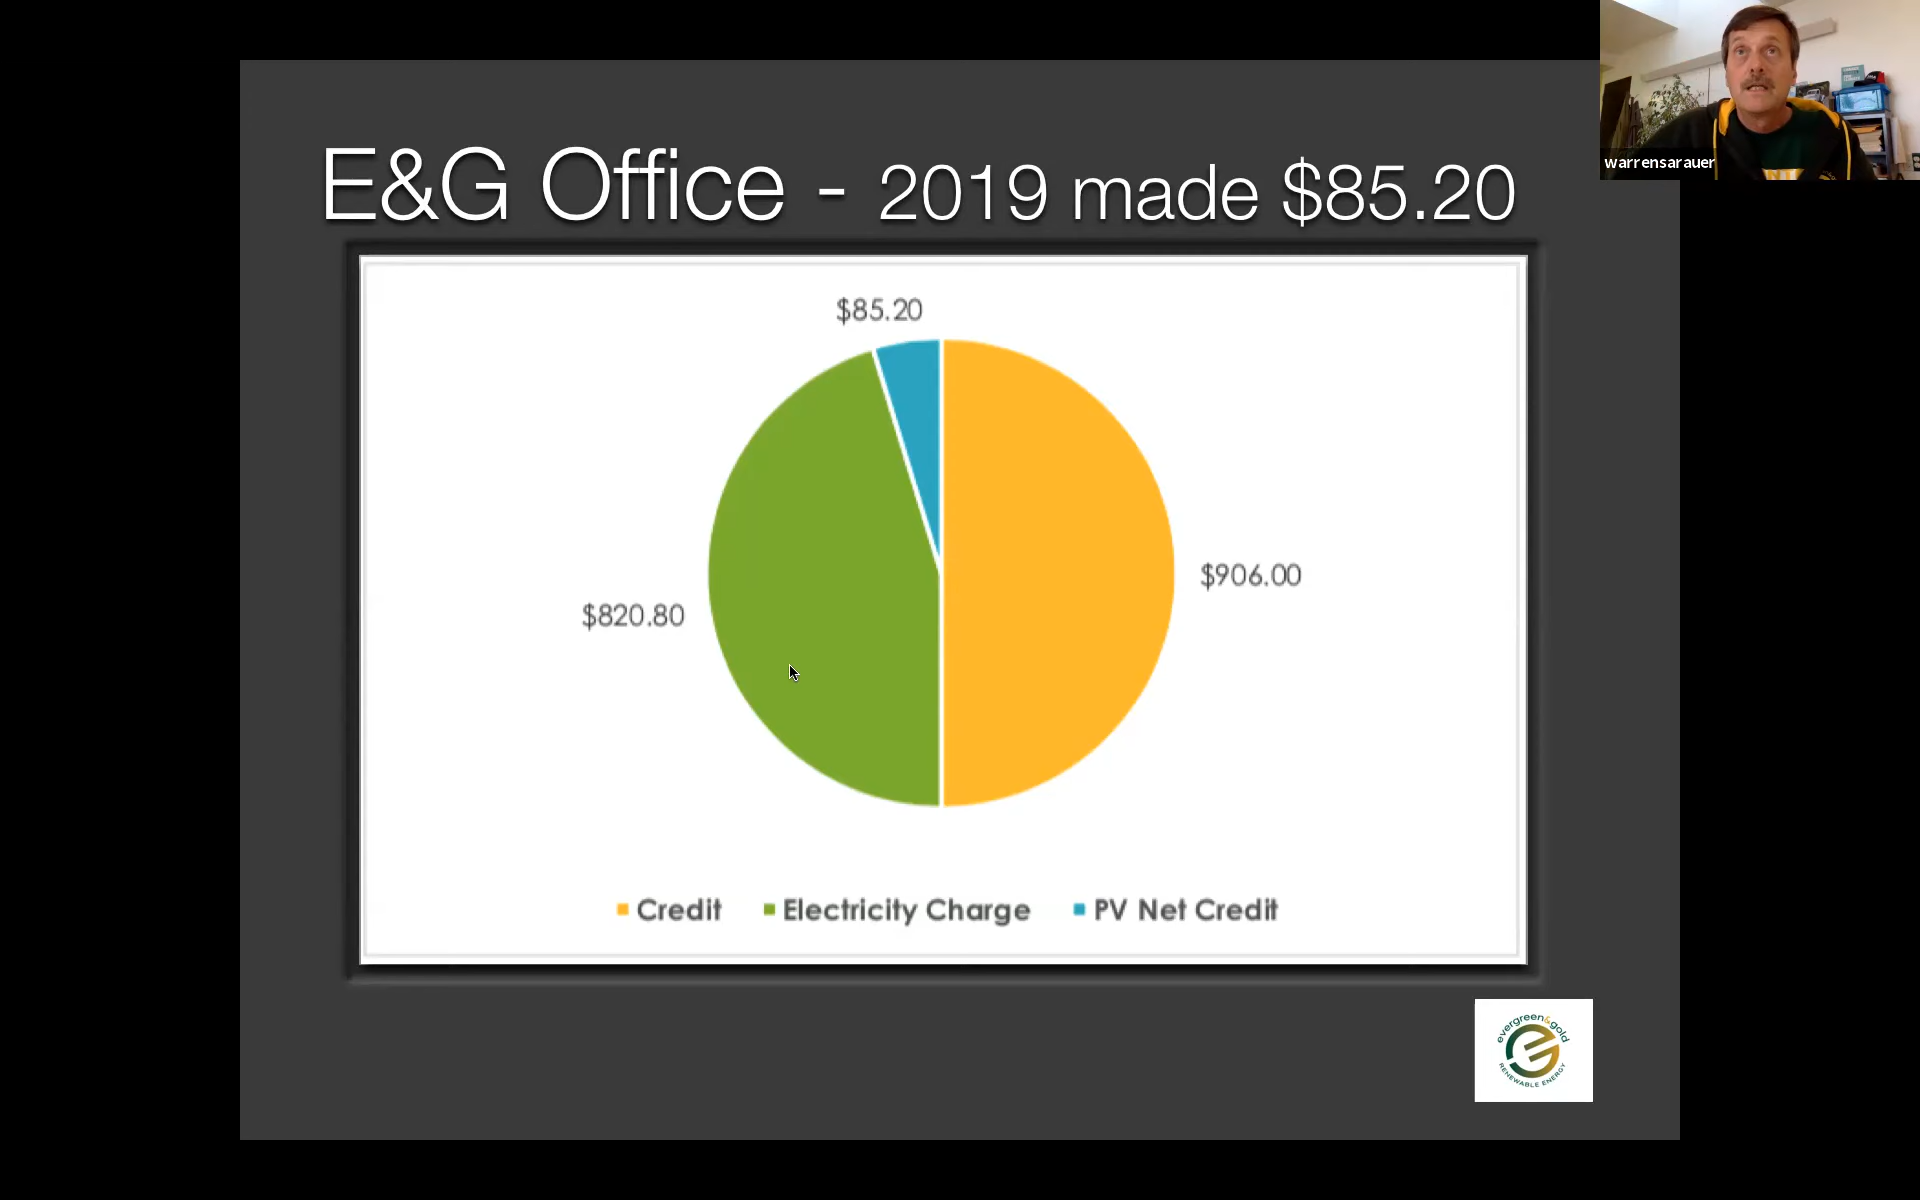 warrensarauer
E&G Office - 2019 made $85.20
$85.20
$906.00
$820.80
Credit
Electricity Charge
PV Net Credit
evergreen&gold
RENEWABLE ENERGY